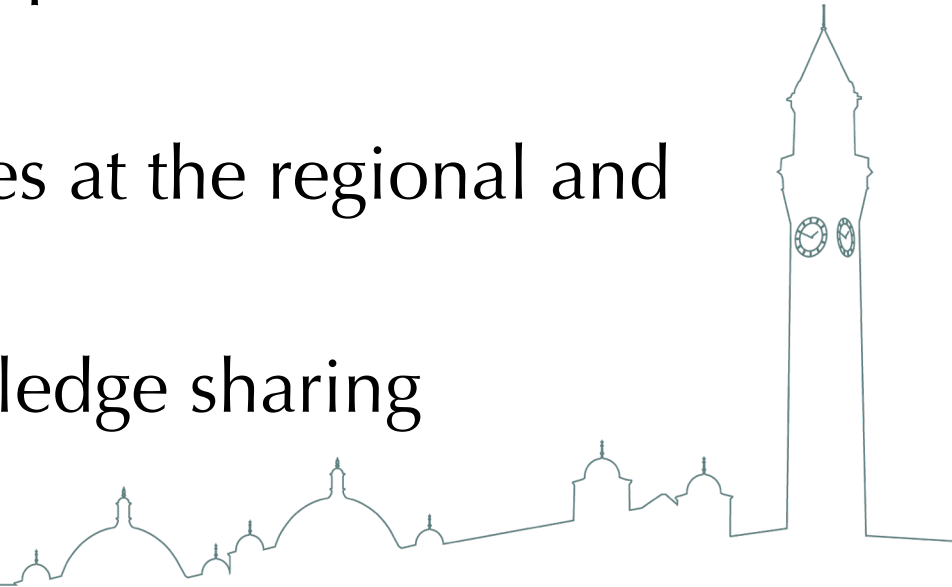 es at the regional and
ledge sharing